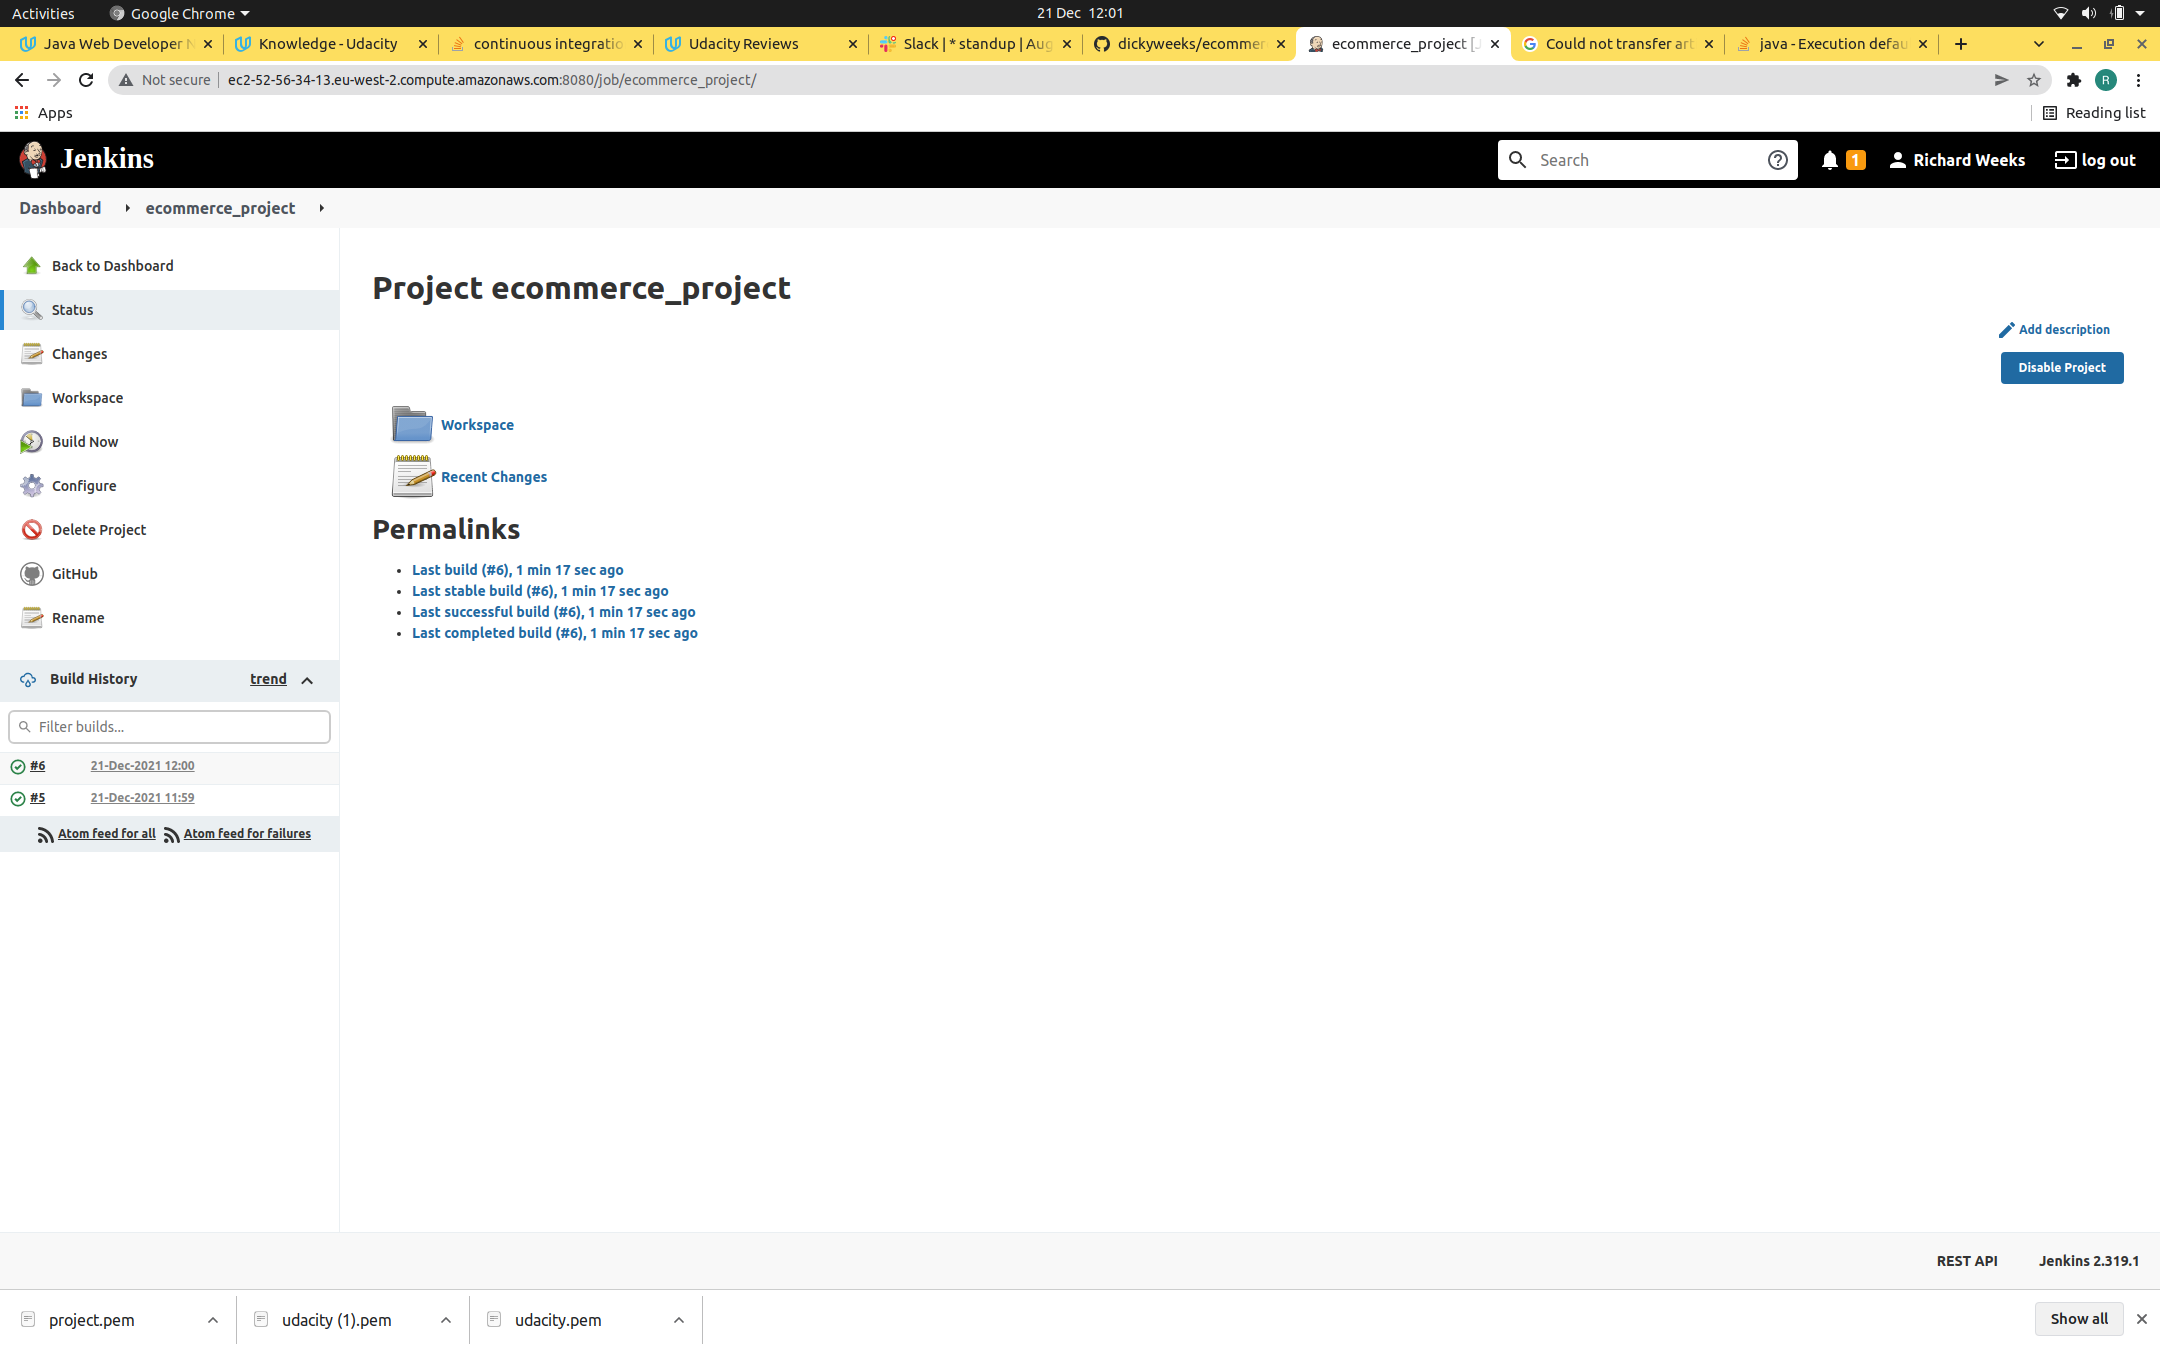 Activities Google Chrome 21 Dec 12:01
Java Web Developer N Knowledge - Udacity continuous integratio Udacity Reviews Slack | * standup | Aug dickyweeks/ecommer ecommerce_project [J Could not transfer art java - Execution defau
Not secure ec2-52-56-34-13.eu-west-2.compute.amazonaws.com:8080/job/ecommerce_project/ R
Apps Reading list
Jenkins Search 1 Richard Weeks log out
Dashboard ecommerce_project
Back to Dashboard
Status
Changes
Workspace
Build Now
Configure
Delete Project
GitHub
Rename
Build History trend
Filter builds...
#6 21-Dec-2021 12:00
#5 21-Dec-2021 11:59
Atom feed for all Atom feed for failures
Project ecommerce_project
Add description
Disable Project
Workspace
Recent Changes
Permalinks
Last build (#6), 1 min 17 sec ago
Last stable build (#6), 1 min 17 sec ago
Last successful build (#6), 1 min 17 sec ago
Last completed build (#6), 1 min 17 sec ago
REST API Jenkins 2.319.1
project.pem udacity (1).pem udacity.pem Show all